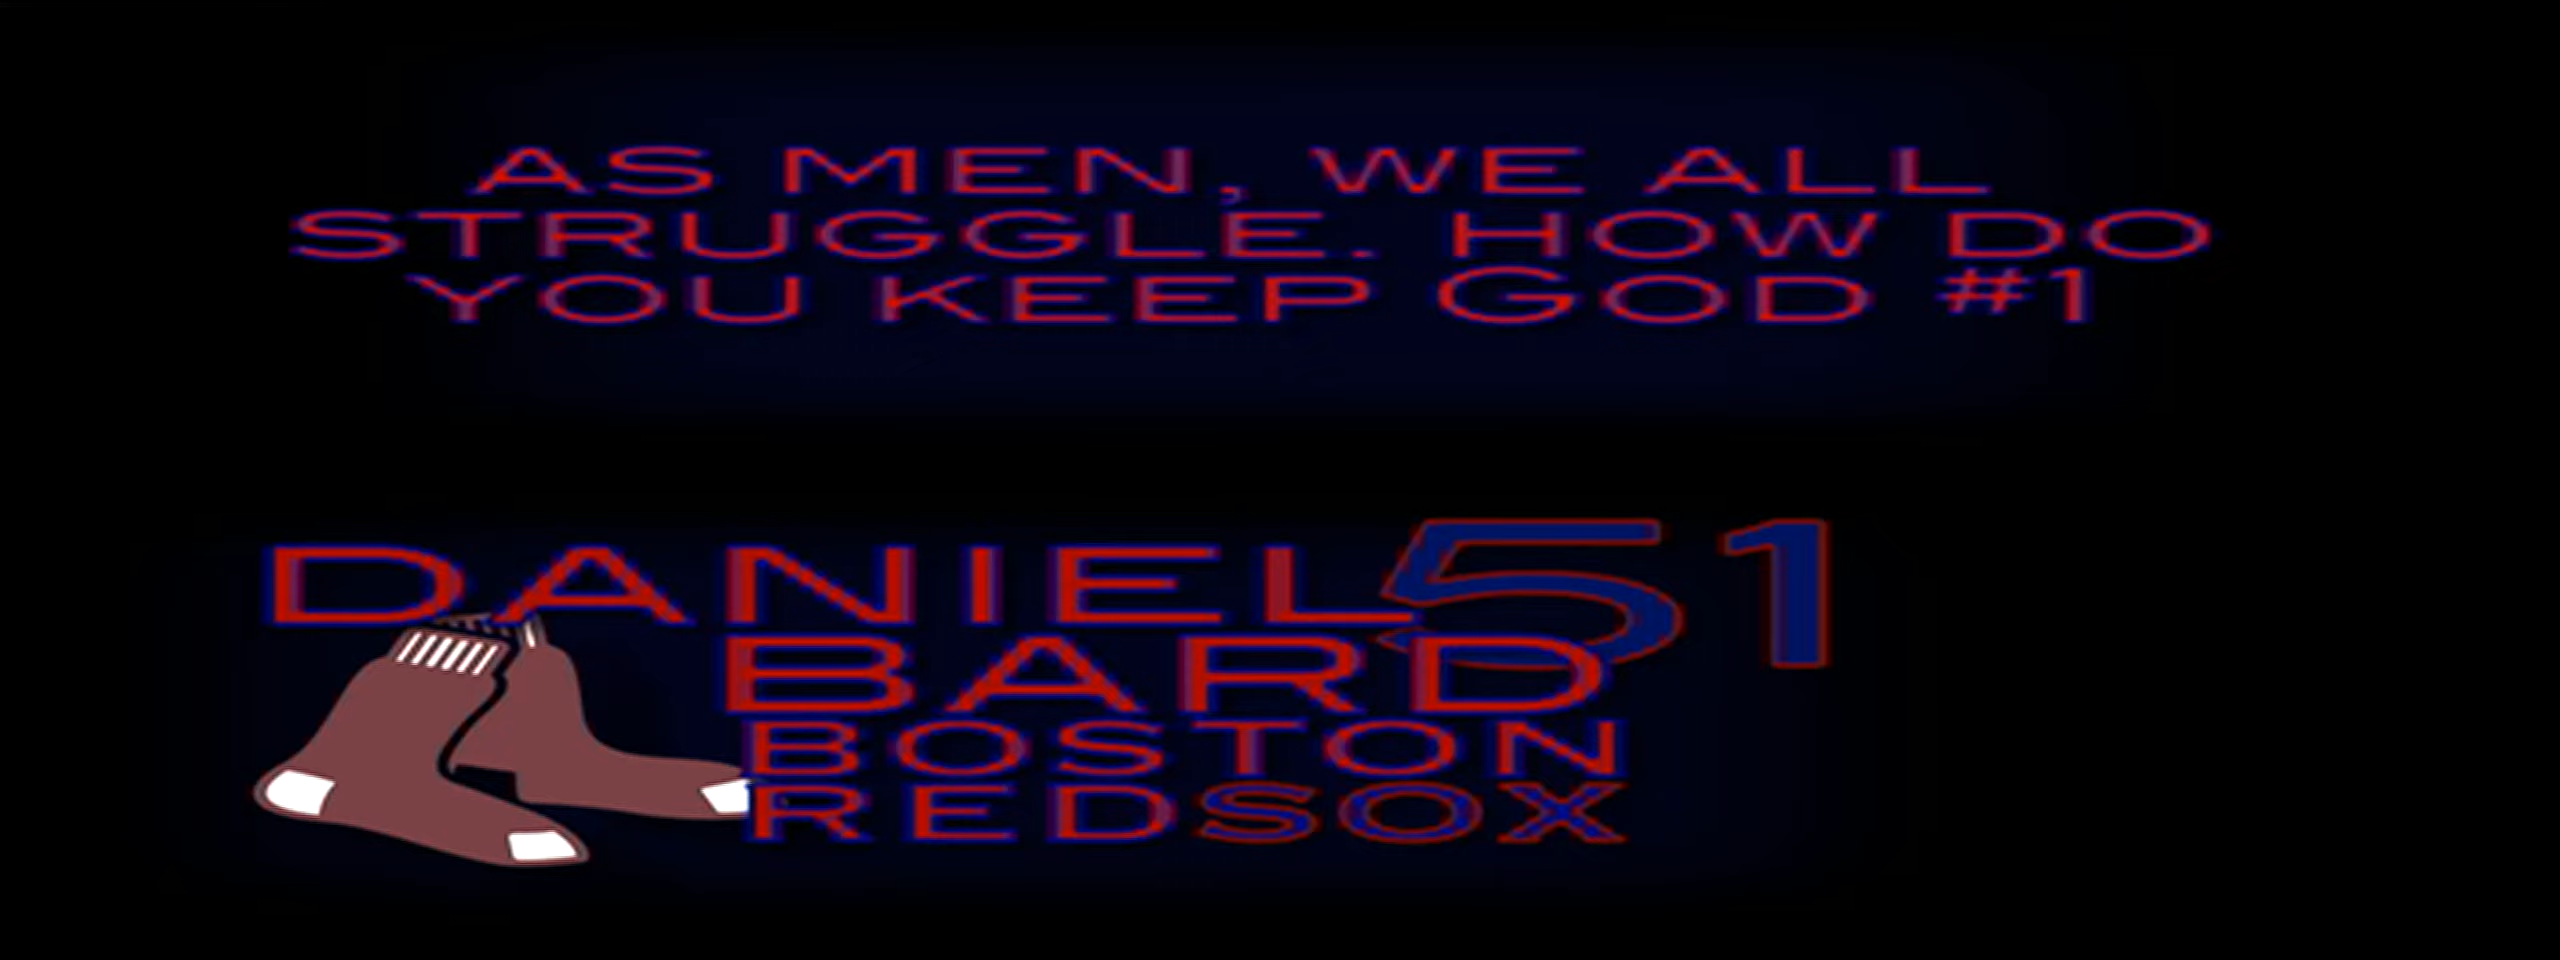 AS MEN, WE ALL
STRUGGLE. HOW DO
YOU KEEP GOD #1
DANIEL 51
BARD
BOSTON
REDSOX